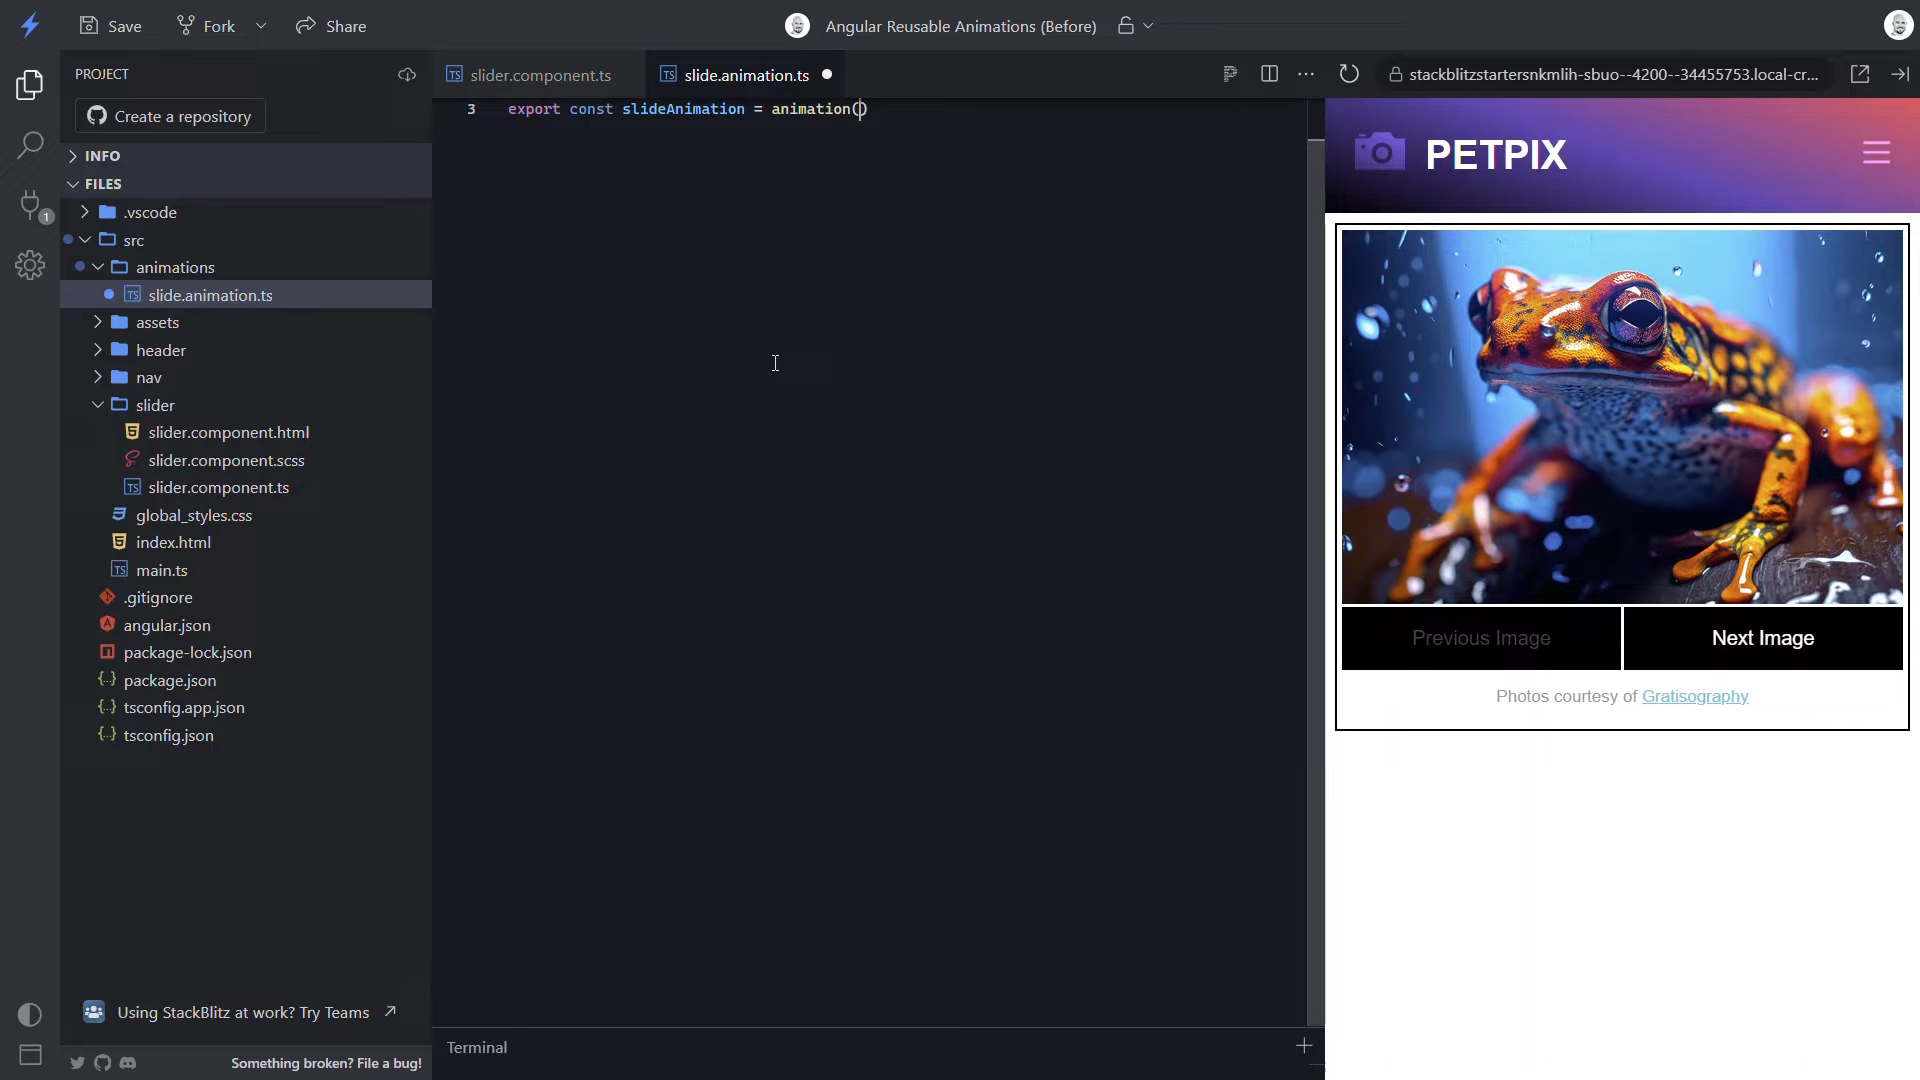 Save
Fork
Share
Angular Reusable Animations (Before)
PROJECT
Create a repository
INFO
FILES
.vscode
src
animations
slide.animation.ts
assets
header
nav
slider
slider.component.html
slider.component.scss
slider.component.ts
global_styles.css
index.html
main.ts
.gitignore
angular.json
package-lock.json
package.json
tsconfig.app.json
tsconfig.json
1
Using StackBlitz at work? Try Teams
Something broken? File a bug!
slider.component.ts
slide.animation.ts
3 export const slideAnimation = animation()
Terminal
stackblitzstartersnkmlih-sbuo--4200--34455753.local-cr...
PETPIX
Previous Image
Next Image
Photos courtesy of Gratisography